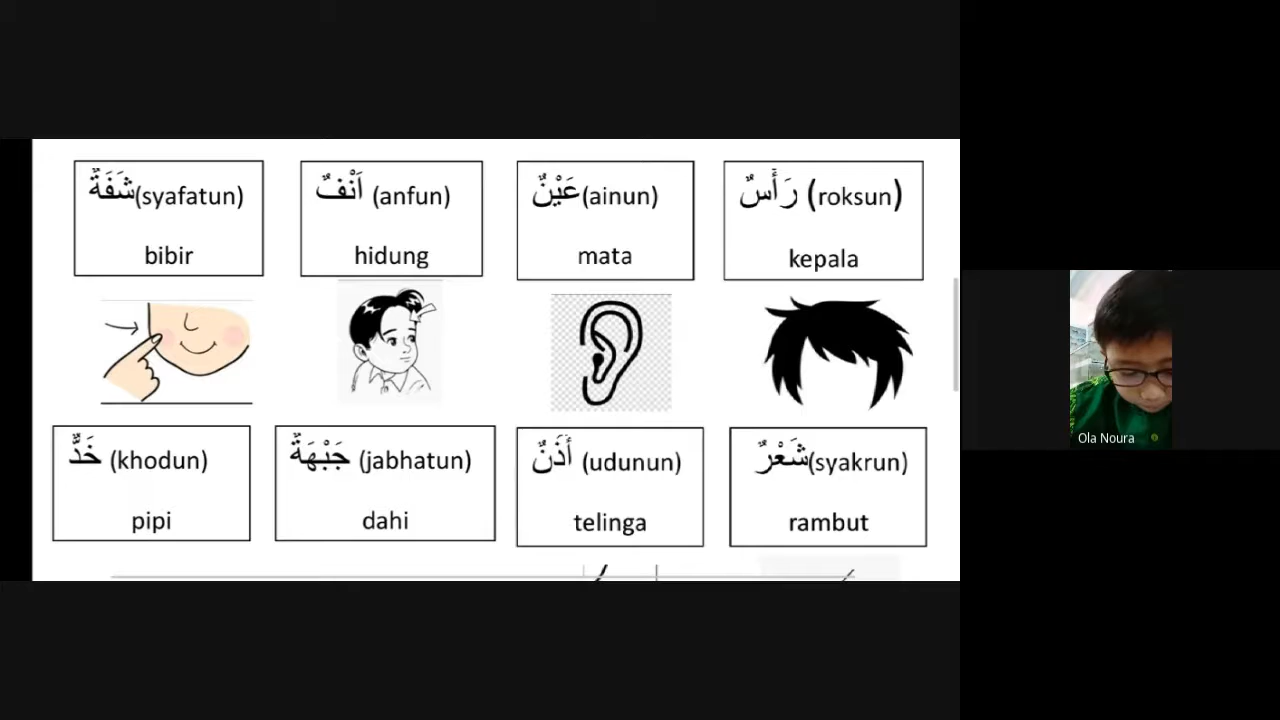 شَفَةٌ(syafatun)
bibir
اَنْفٌ (anfun)
hidung
عَيْنٌ(ainun)
mata
رَأْسٌ (roksun)
kepala
خَدٌّ (khodun)
pipi
جَبْهَةٌ (jabhatun)
dahi
أُذَنٌ (udunun)
telinga
شَعْرٌ(syakrun)
rambut
Ola Noura